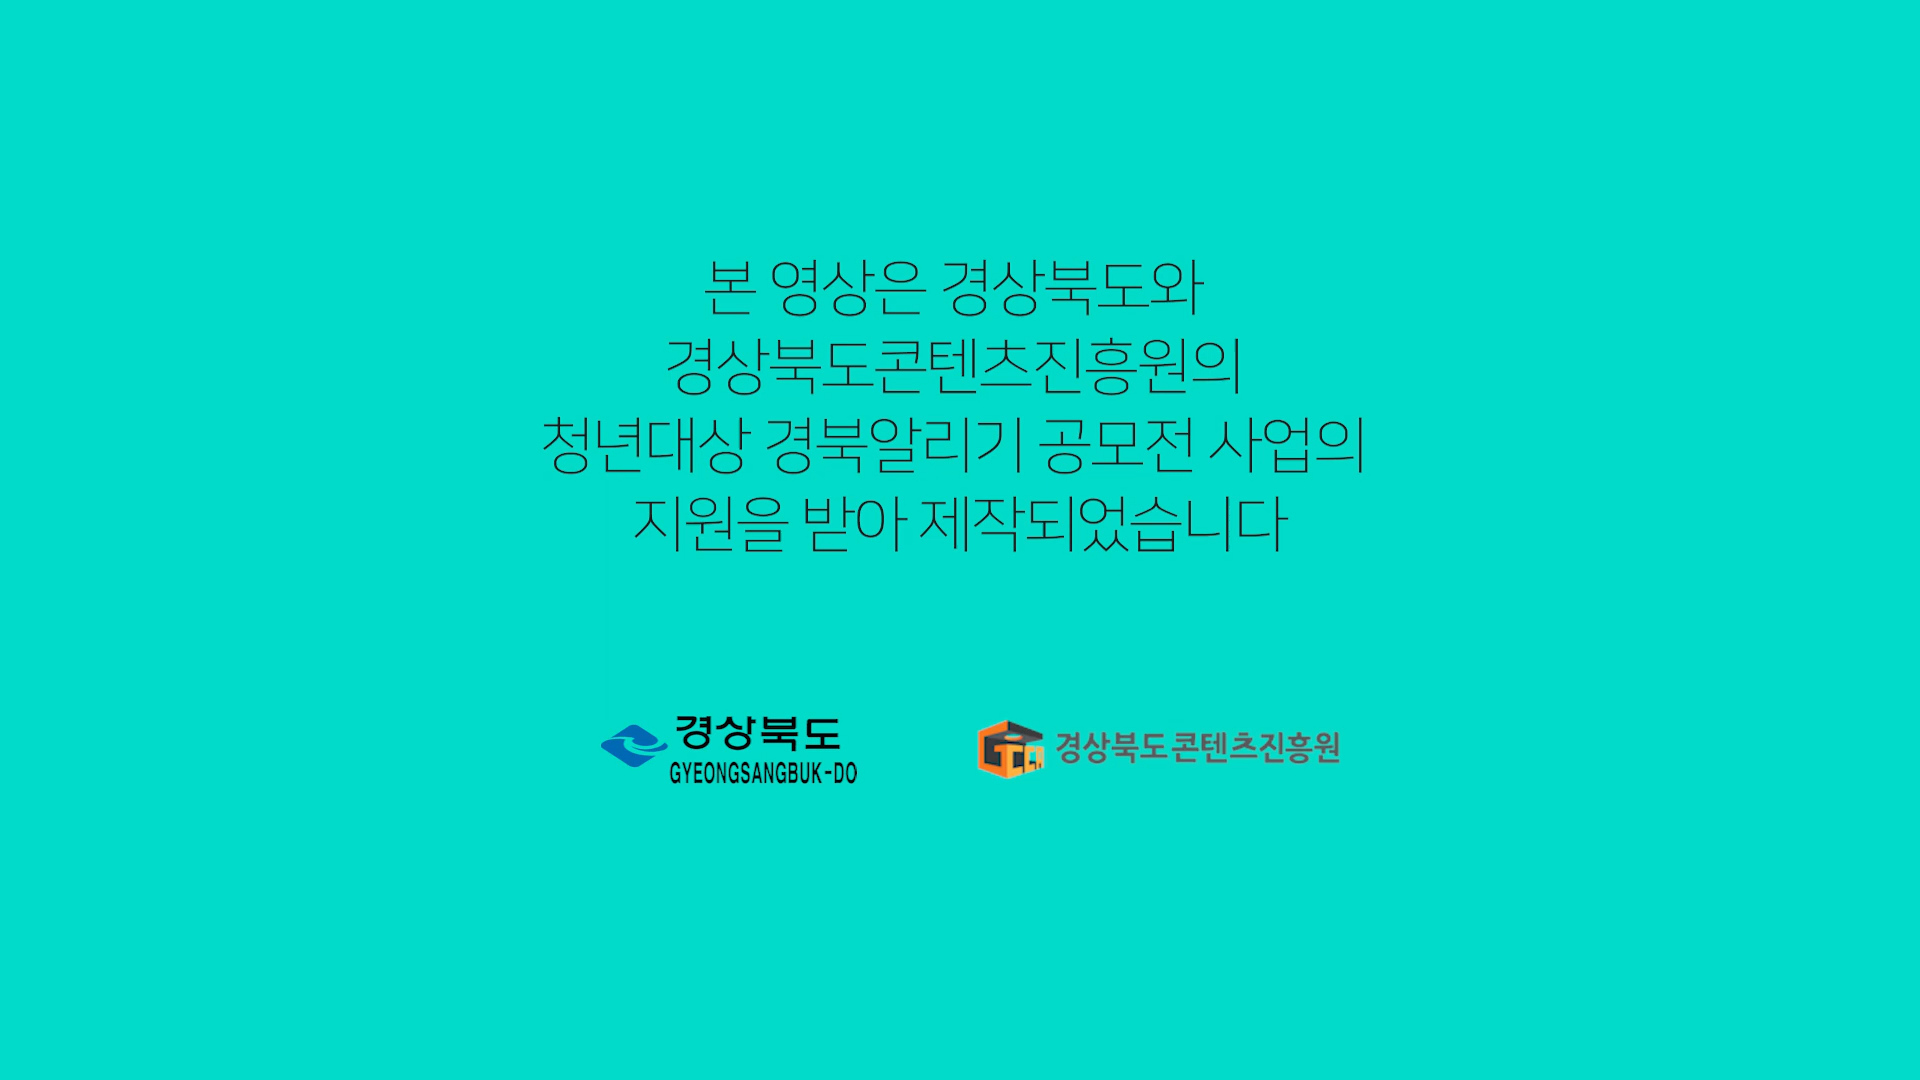 본 영상은 경상북도와
경상북도콘텐츠진흥원의
청년대상 경북알리기 공모전 사업의
지원을 받아 제작되었습니다
경상북도
GYEONGSANGBUK-DO
경상북도콘텐츠진흥원